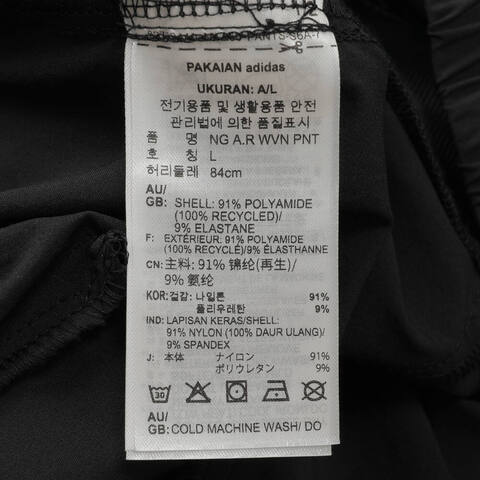 PANTS-S6A-7
PAKAIAN adidas
UKURAN: A/L
전기용품 및 생활용품 안전
관리법에 의한 품질표시
품 명 NG A.R WVN PNT
호 칭 L
허리둘레 84cm
AU/
GB: SHELL: 91% POLYAMIDE
(100% RECYCLED)/
9% ELASTANE
F: EXTÉRIEUR: 91% POLYAMIDE
(100% RECYCLÉ)/9% ÉLASTHANNE
CN: 主料: 91% 锦纶(再生)/
9% 氨纶
KOR: 겉감: 나일론 91%
폴리우레탄 9%
IND: LAPISAN KERAS/SHELL:
91% NYLON (100% DAUR ULANG)/
9% SPANDEX
J: 本体 ナイロン 91%
ポリウレタン 9%
30
AU/
GB: COLD MACHINE WASH/ DO